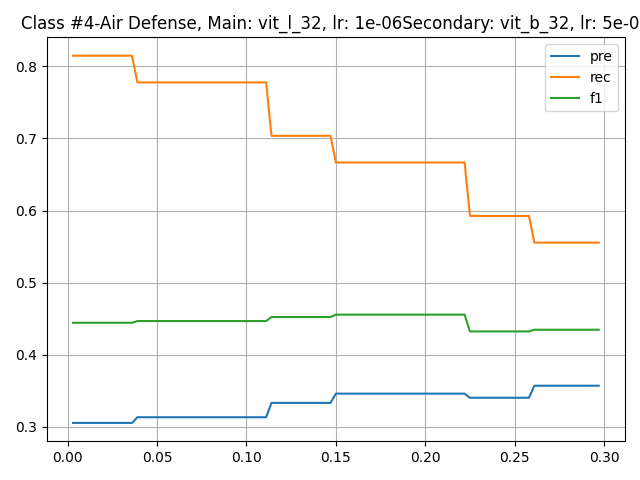 Class #4-Air Defense, Main: vit_l_32, lr: 1e-06Secondary: vit_b_32, lr: 5e-0
pre
rec
f1
0.8
0.7
0.6
0.5
0.4
0.3
0.00 0.05 0.10 0.15 0.20 0.25 0.30